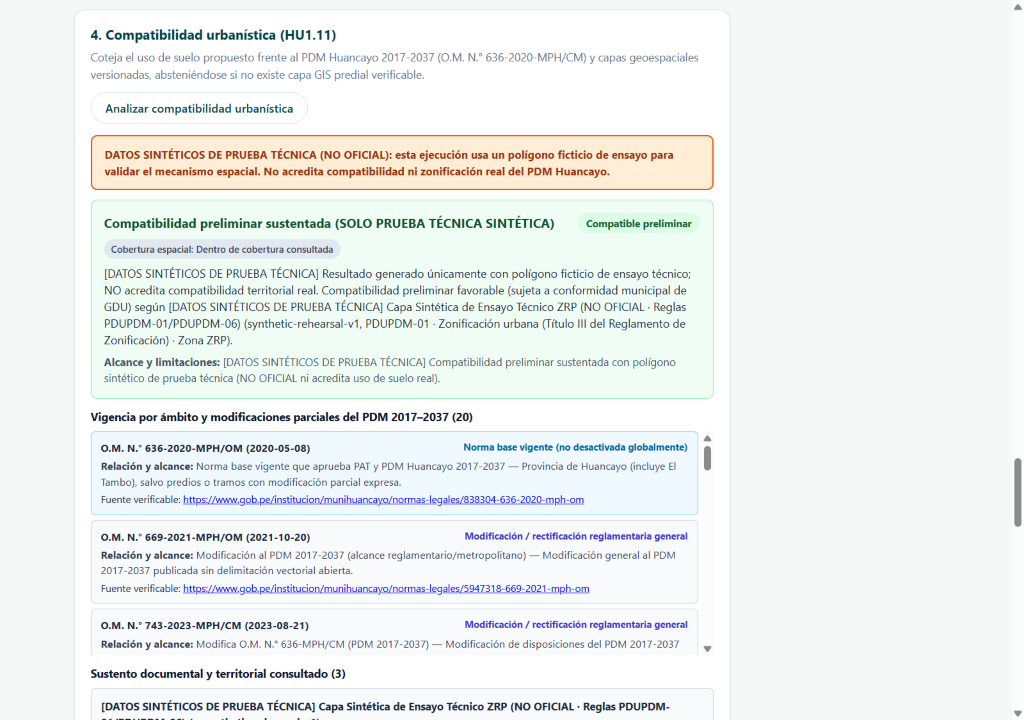 4. Compatibilidad urbanística (HU1.11)
Coteja el uso de suelo propuesto frente al PDM Huancayo 2017-2037 (O.M. N.° 636-2020-MPH/CM) y capas geoespaciales
versionadas, absteniéndose si no existe capa GIS predial verificable.
Analizar compatibilidad urbanística
DATOS SINTÉTICOS DE PRUEBA TÉCNICA (NO OFICIAL): esta ejecución usa un polígono ficticio de ensayo para
validar el mecanismo espacial. No acredita compatibilidad ni zonificación real del PDM Huancayo.
Compatibilidad preliminar sustentada (SOLO PRUEBA TÉCNICA SINTÉTICA)
Compatible preliminar
Cobertura espacial: Dentro de cobertura consultada
[DATOS SINTÉTICOS DE PRUEBA TÉCNICA] Resultado generado únicamente con polígono ficticio de ensayo técnico;
NO acredita compatibilidad territorial real. Compatibilidad preliminar favorable (sujeta a conformidad municipal de
GDU) según [DATOS SINTÉTICOS DE PRUEBA TÉCNICA] Capa Sintética de Ensayo Técnico ZRP (NO OFICIAL · Reglas
PDUPDM-01/PDUPDM-06) (synthetic-rehearsal-v1, PDUPDM-01 · Zonificación urbana (Título III del Reglamento de
Zonificación) · Zona ZRP).
Alcance y limitaciones: [DATOS SINTÉTICOS DE PRUEBA TÉCNICA] Compatibilidad preliminar sustentada con polígono
sintético de prueba técnica (NO OFICIAL ni acredita uso de suelo real).
Vigencia por ámbito y modificaciones parciales del PDM 2017–2037 (20)
O.M. N.° 636-2020-MPH/OM (2020-05-08)
Norma base vigente (no desactivada globalmente)
Relación y alcance: Norma base vigente que aprueba PAT y PDM Huancayo 2017-2037 — Provincia de Huancayo (incluye El
Tambo), salvo predios o tramos con modificación parcial expresa.
Fuente verificable: https://www.gob.pe/institucion/munihuancayo/normas-legales/838304-636-2020-mph-om
O.M. N.° 669-2021-MPH/OM (2021-10-20)
Modificación / rectificación reglamentaria general
Relación y alcance: Modificación al PDM 2017-2037 (alcance reglamentario/metropolitano) — Modificación general al PDM
2017-2037 publicada sin delimitación vectorial abierta.
Fuente verificable: https://www.gob.pe/institucion/munihuancayo/normas-legales/5947318-669-2021-mph-om
O.M. N.° 743-2023-MPH/CM (2023-08-21)
Modificación / rectificación reglamentaria general
Relación y alcance: Modifica O.M. N.° 636-MPH/CM (PDM 2017-2037) — Modificación de disposiciones del PDM 2017-2037
Sustento documental y territorial consultado (3)
[DATOS SINTÉTICOS DE PRUEBA TÉCNICA] Capa Sintética de Ensayo Técnico ZRP (NO OFICIAL · Reglas PDUPDM-